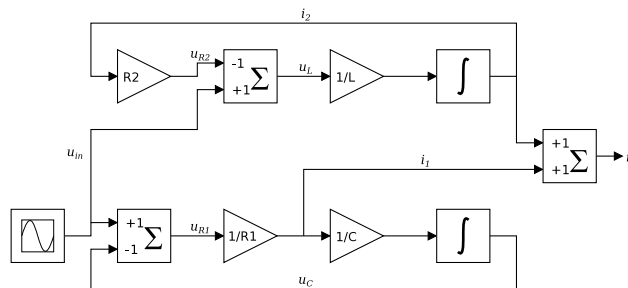 i2
R2
uR2
-1
+1
Σ
uL
1/L
∫
uin
+1
+1
Σ
i1
+1
-1
Σ
uR1
1/R1
1/C
∫
uC